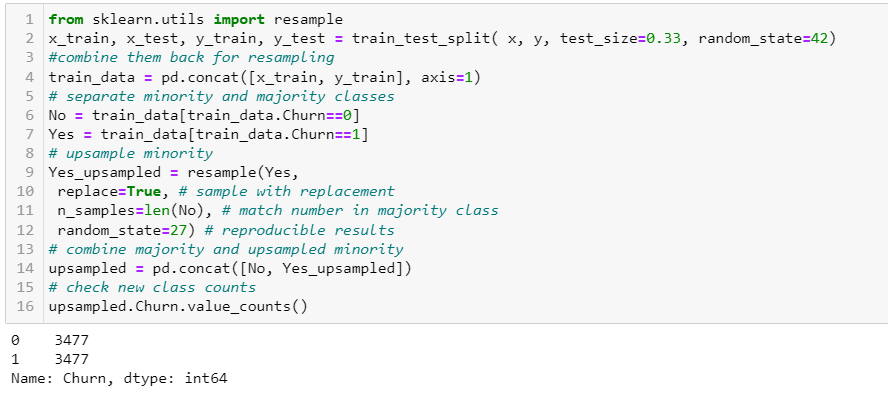 1 from sklearn.utils import resample
2 x_train, x_test, y_train, y_test = train_test_split( x, y, test_size=0.33, random_state=42)
3 #combine them back for resampling
4 train_data = pd.concat([x_train, y_train], axis=1)
5 # separate minority and majority classes
6 No = train_data[train_data.Churn==0]
7 Yes = train_data[train_data.Churn==1]
8 # upsample minority
9 Yes_upsampled = resample(Yes,
10  replace=True, # sample with replacement
11  n_samples=len(No), # match number in majority class
12  random_state=27) # reproducible results
13 # combine majority and upsampled minority
14 upsampled = pd.concat([No, Yes_upsampled])
15 # check new class counts
16 upsampled.Churn.value_counts()
0    3477
1    3477
Name: Churn, dtype: int64